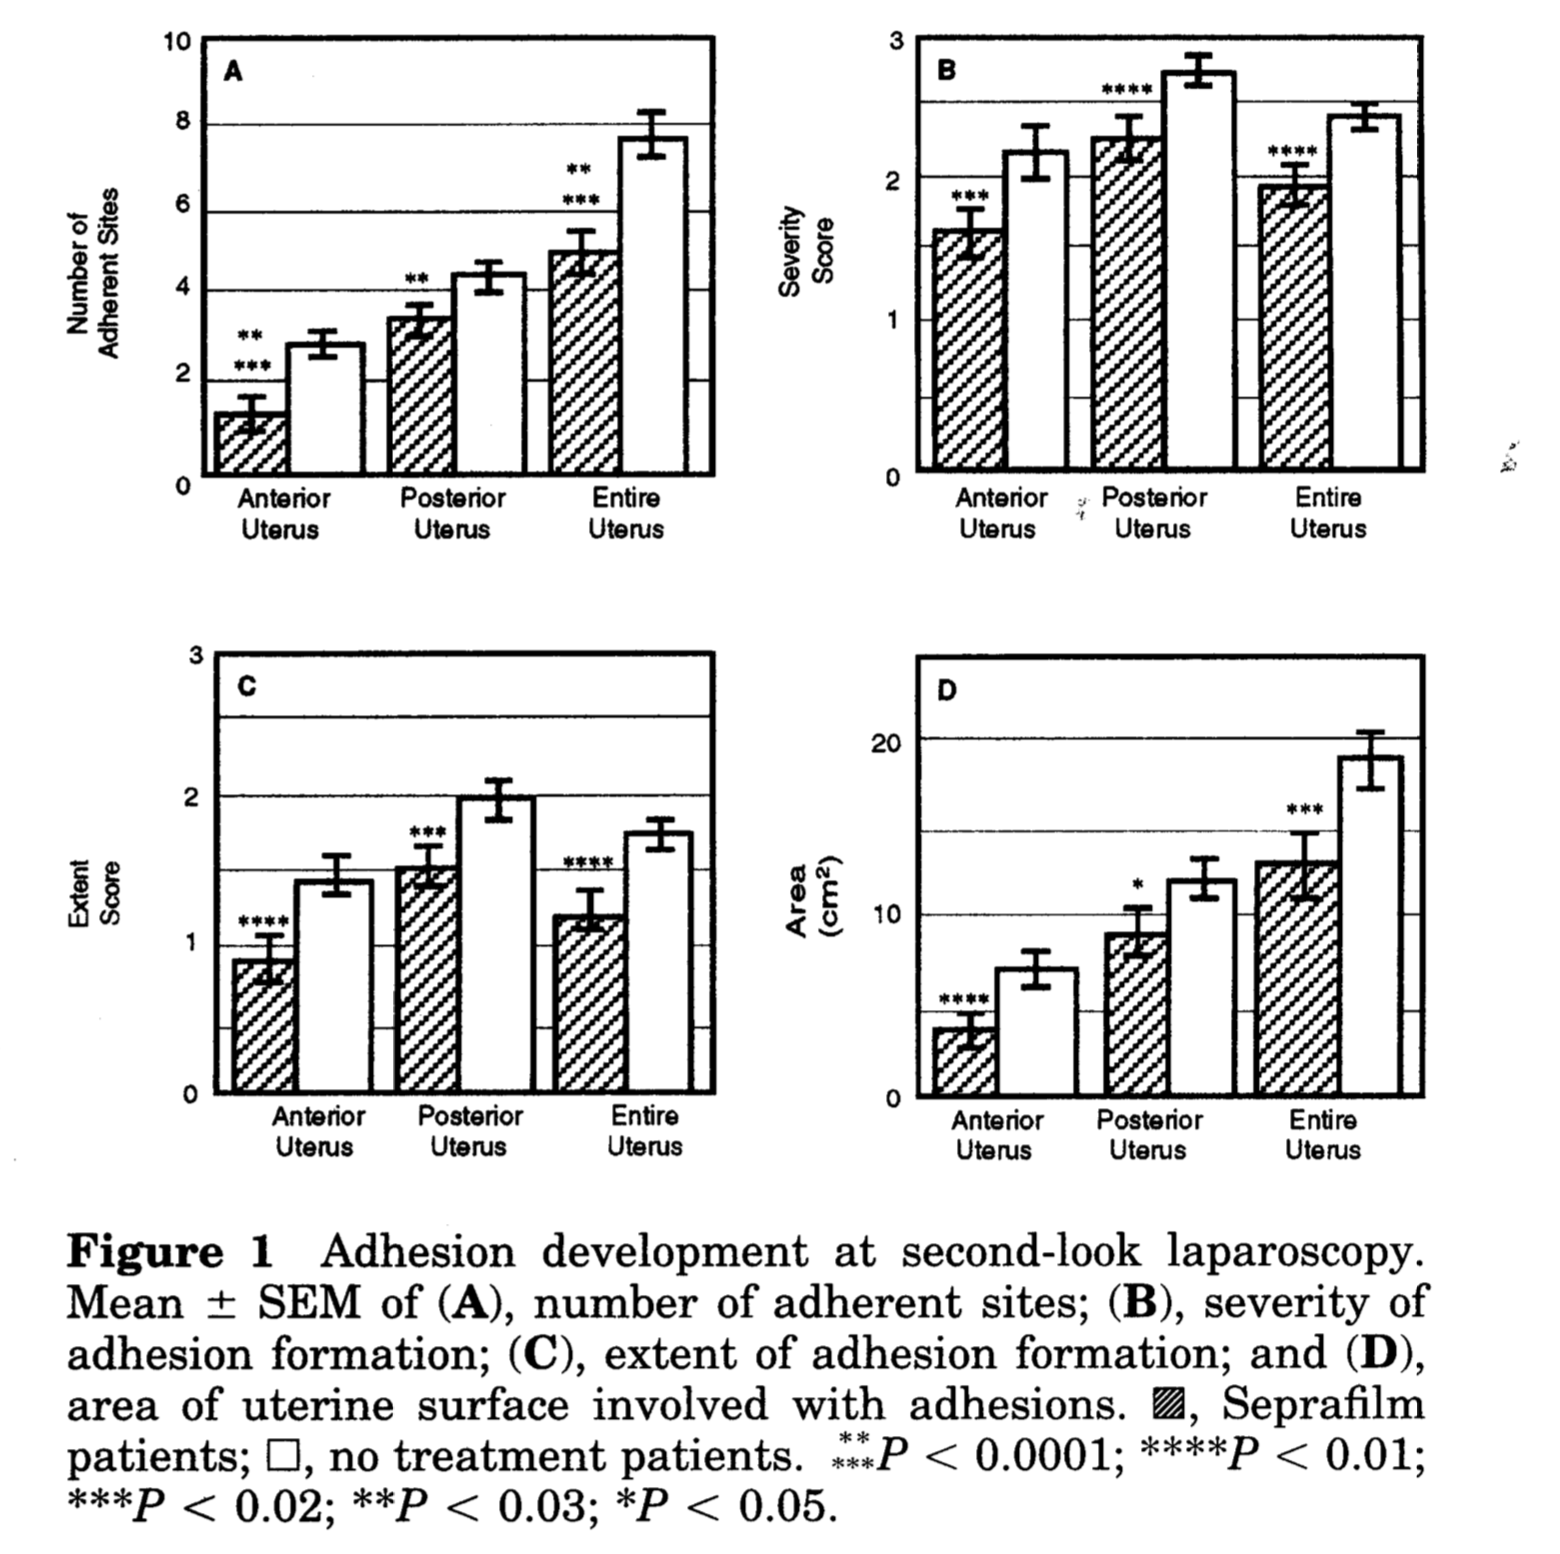 10
8
6
4
2
0
A
Number of
Adherent Sites
**
***
**
**
***
Anterior
Uterus
Posterior
Uterus
Entire
Uterus
3
2
1
0
B
Severity
Score
***
****
****
Anterior
Uterus
Posterior
Uterus
Entire
Uterus
3
2
1
0
C
Extent
Score
****
***
****
Anterior
Uterus
Posterior
Uterus
Entire
Uterus
20
10
0
D
Area
(cm²)
****
*
***
Anterior
Uterus
Posterior
Uterus
Entire
Uterus
Figure 1 Adhesion development at second-look laparoscopy.
Mean ± SEM of (A), number of adherent sites; (B), severity of
adhesion formation; (C), extent of adhesion formation; and (D),
area of uterine surface involved with adhesions. ▨, Seprafilm
patients; □, no treatment patients. *****P < 0.0001; ****P < 0.01;
***P < 0.02; **P < 0.03; *P < 0.05.